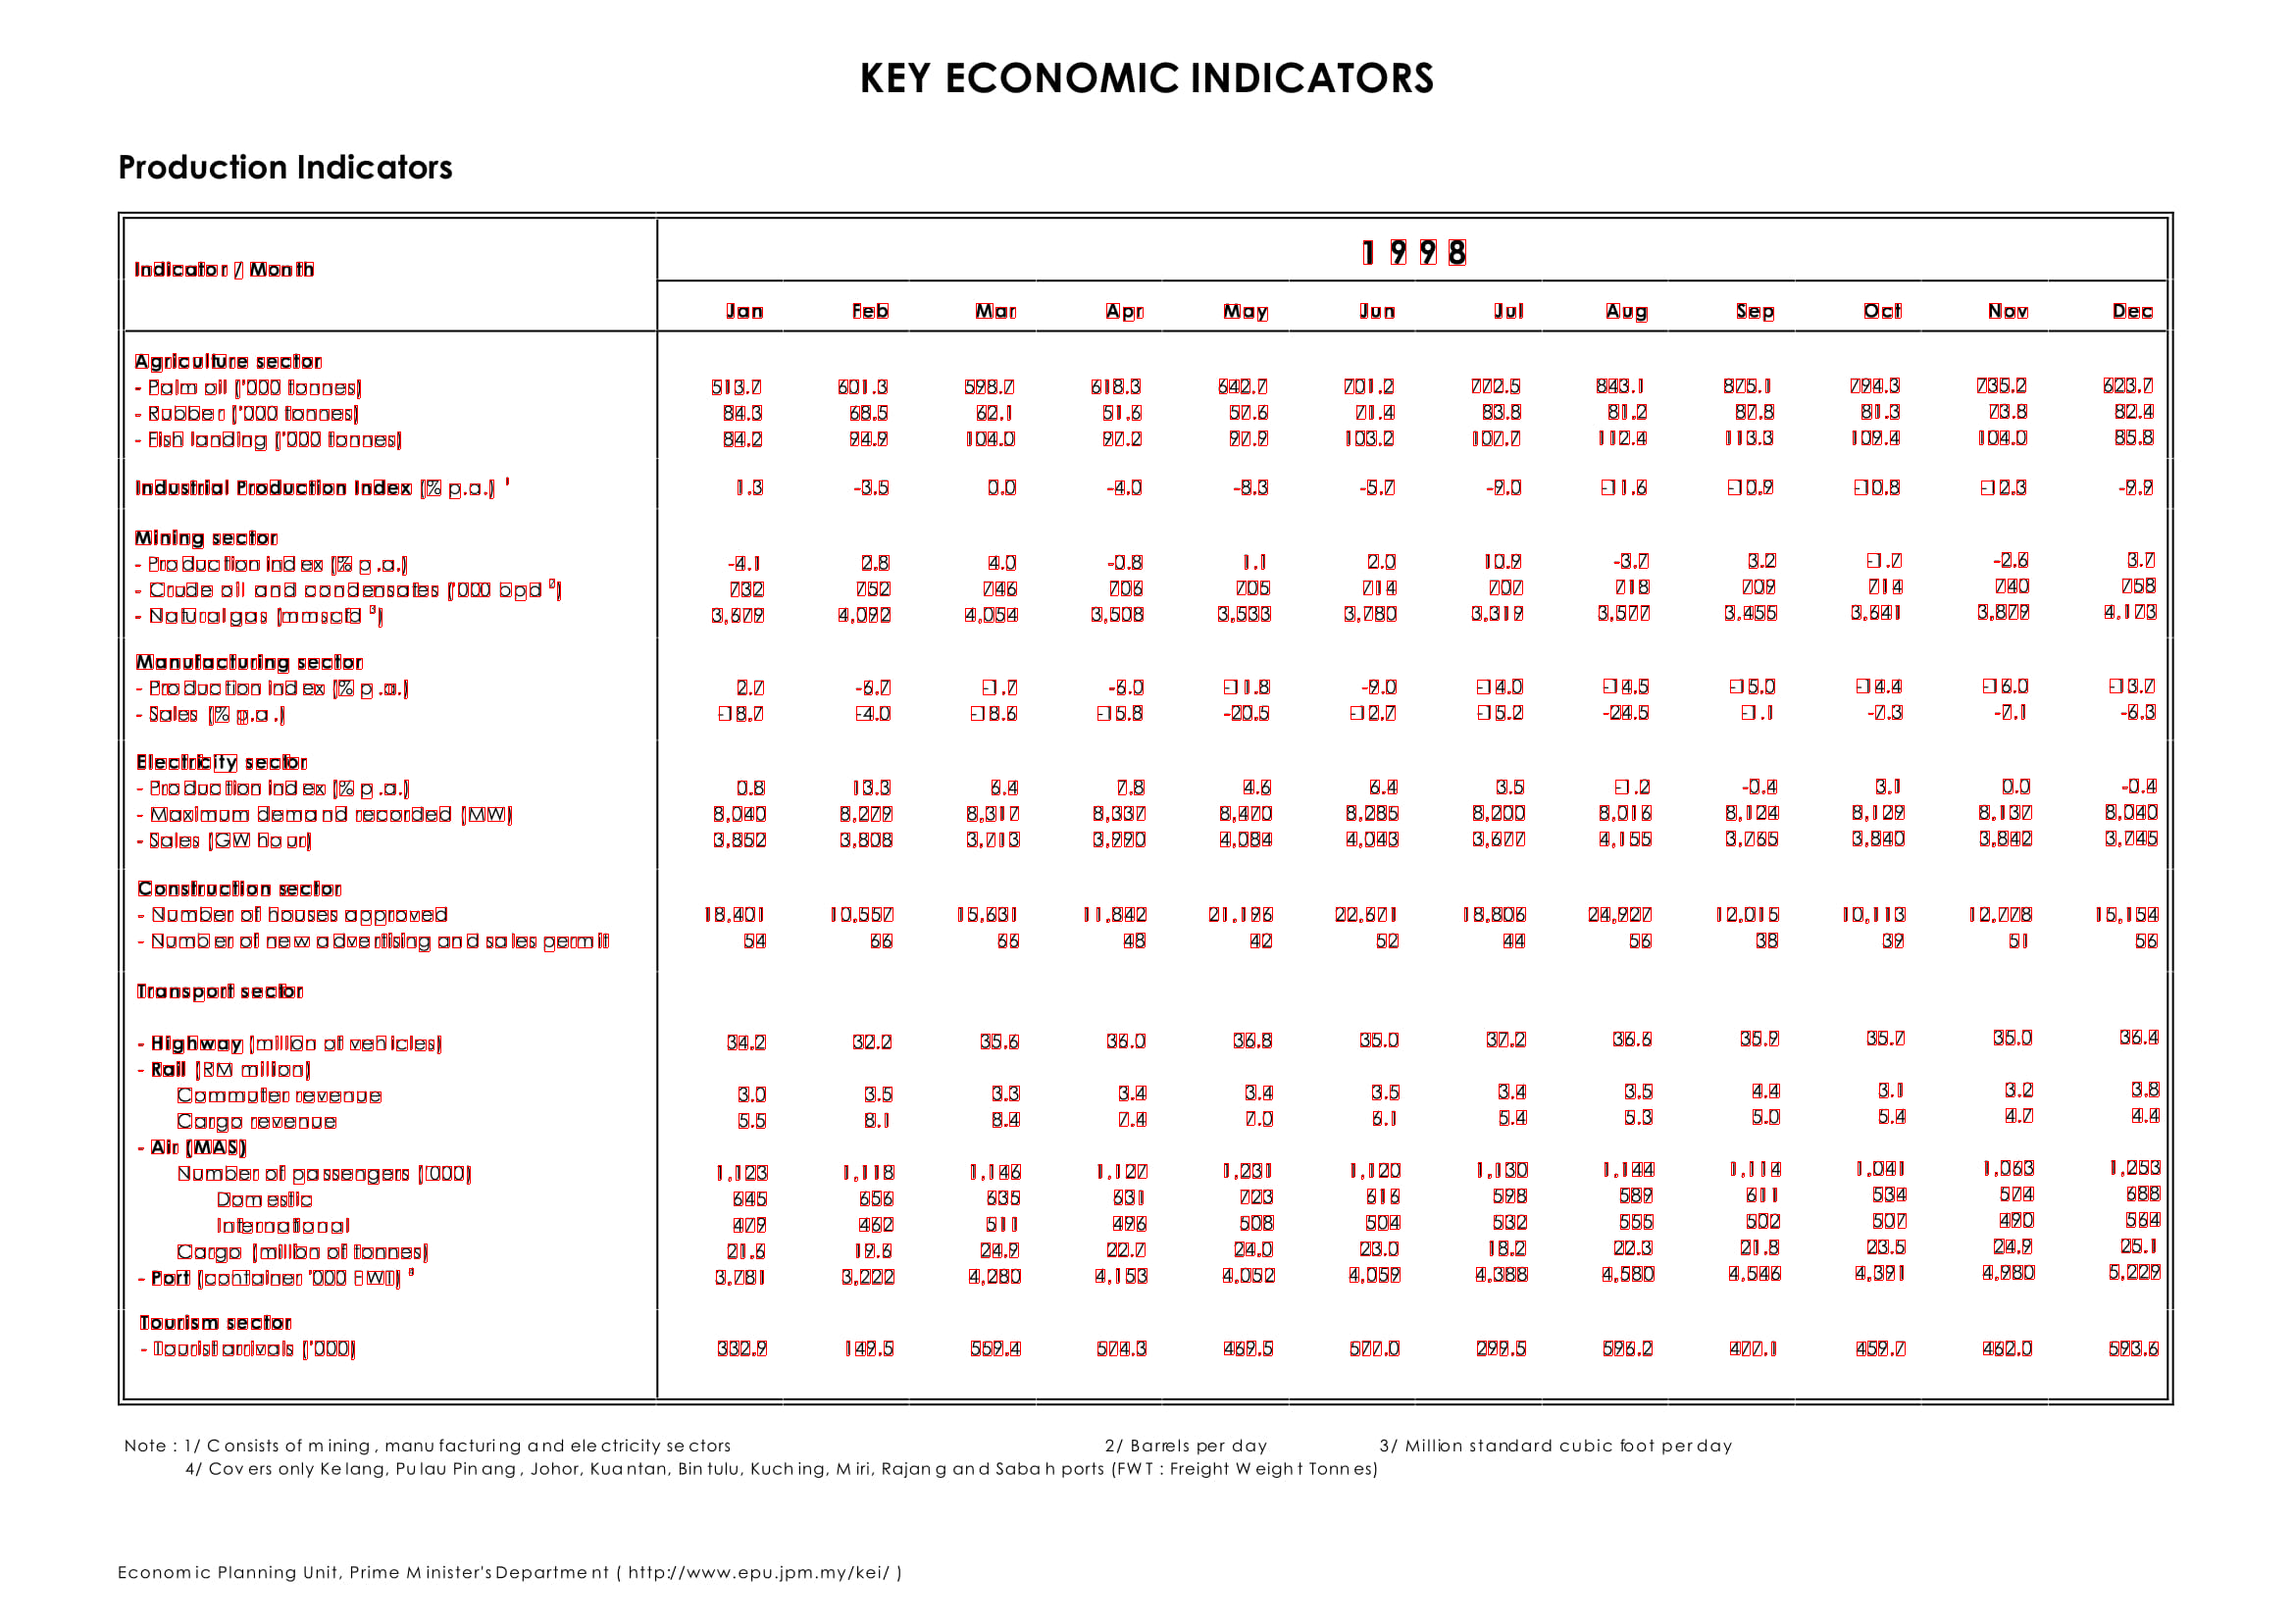 KEY ECONOMIC INDICATORS
Production Indicators
1 9 9 8
Indicator / Month
Jan Feb Mar Apr May Jun Jul Aug Sep Oct Nov Dec
Agriculture sector
- Palm oil ('000 tonnes) 513.7 601.3 598.7 618.3 642.7 701.2 772.5 843.1 875.1 794.3 735.2 623.7
- Rubber ('000 tonnes) 84.3 68.5 62.1 51.6 57.6 71.4 83.8 81.2 87.8 81.3 73.8 82.4
- Fish landing ('000 tonnes) 84.2 94.9 104.0 97.2 97.9 103.2 107.7 112.4 113.3 109.4 104.0 85.8
Industrial Production Index (% p.a.) 1 1.3 -3.5 0.0 -4.0 -8.3 -5.7 -9.0 -11.6 -10.9 -10.8 -12.3 -9.9
Mining sector
- Production index (% p.a.) -4.1 2.8 4.0 -0.8 1.1 2.0 10.9 -3.7 3.2 -1.7 -2.6 3.7
- Crude oil and condensates ('000 bpd 2) 732 752 746 706 705 714 707 718 709 714 740 758
- Natural gas (mmscfd 3) 3,679 4,092 4,054 3,508 3,533 3,780 3,319 3,577 3,455 3,641 3,879 4,173
Manufacturing sector
- Production index (% p.a.) 2.7 -6.7 -1.7 -6.0 -11.8 -9.0 -14.0 -14.5 -15.0 -14.4 -16.0 -13.7
- Sales (% p.a.) -18.7 -4.0 -18.6 -15.8 -20.5 -12.7 -15.2 -24.5 -1.1 -7.3 -7.1 -6.3
Electricity sector
- Production index (% p.a.) 0.8 13.3 6.4 7.8 4.6 6.4 3.5 -1.2 -0.4 3.1 0.0 -0.4
- Maximum demand recorded (MW) 8,040 8,279 8,317 8,337 8,470 8,285 8,200 8,016 8,124 8,129 8,137 8,040
- Sales (GW hour) 3,852 3,808 3,713 3,990 4,084 4,043 3,677 4,155 3,765 3,840 3,842 3,745
Construction sector
- Number of houses approved 18,401 10,557 15,631 11,842 21,196 22,671 18,806 24,927 12,015 10,113 12,778 15,154
- Number of new advertising and sales permit 54 66 66 48 42 52 44 56 38 39 51 56
Transport sector
- Highway (million of vehicles) 34.2 32.2 35.6 36.0 36.8 35.0 37.2 36.6 35.9 35.7 35.0 36.4
- Rail (RM million)
Commuter revenue 3.0 3.5 3.3 3.4 3.4 3.5 3.4 3.5 4.4 3.1 3.2 3.8
Cargo revenue 5.5 8.1 8.4 7.4 7.0 6.1 5.4 5.3 5.0 5.4 4.7 4.4
- Air (MAS)
Number of passengers ('000) 1,123 1,118 1,146 1,127 1,231 1,120 1,130 1,144 1,114 1,041 1,063 1,253
Domestic 645 656 635 631 723 616 598 589 611 534 574 688
International 479 462 511 496 508 504 532 555 502 507 490 564
Cargo (million of tonnes) 21.6 19.6 24.9 22.7 24.0 23.0 18.2 22.3 21.8 23.5 24.9 25.1
- Port (container '000 FWT) 4 3,781 3,222 4,280 4,153 4,052 4,059 4,388 4,580 4,546 4,391 4,980 5,229
Tourism sector
- Tourist arrivals ('000) 332.9 149.5 559.4 574.3 469.5 577.0 299.5 596.2 477.1 459.7 462.0 593.6
Note : 1/ Consists of mining, manufacturing and electricity sectors 2/ Barrels per day 3/ Million standard cubic foot per day
4/ Covers only Kelang, Pulau Pinang, Johor, Kuantan, Bintulu, Kuching, Miri, Rajang and Sabah ports (FWT : Freight Weight Tonnes)
Economic Planning Unit, Prime Minister's Department ( http://www.epu.jpm.my/kei/ )